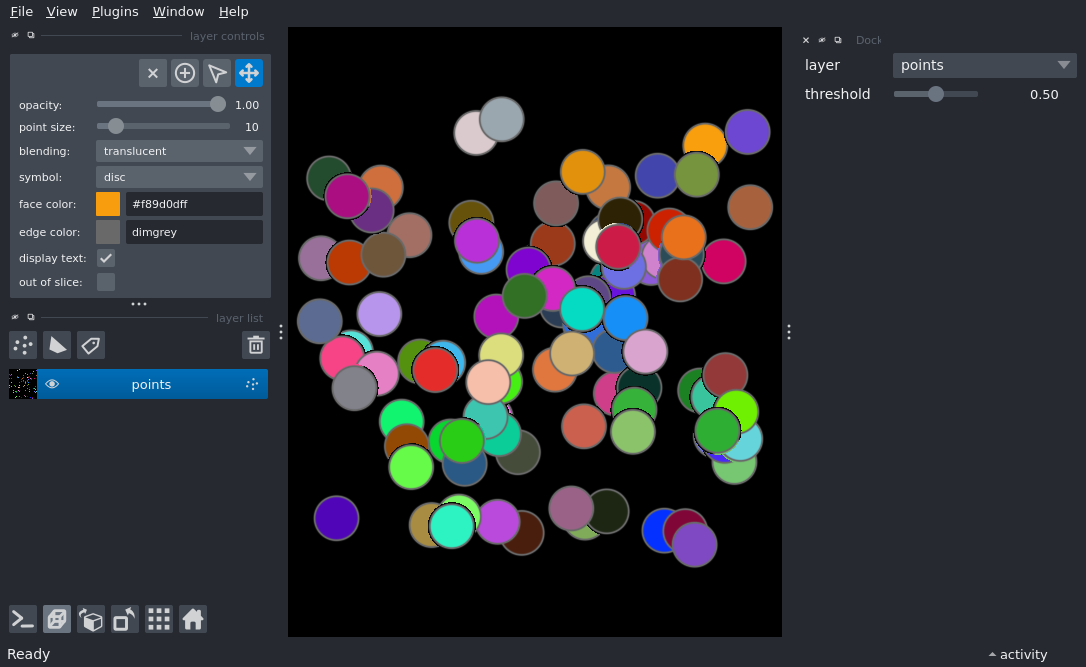 File View Plugins Window Help
layer controls
opacity: 1.00
point size: 10
blending: translucent
symbol: disc
face color: #f89d0dff
edge color: dimgrey
display text:
out of slice:
layer list
points
Dock
layer points
threshold 0.50
Ready
activity